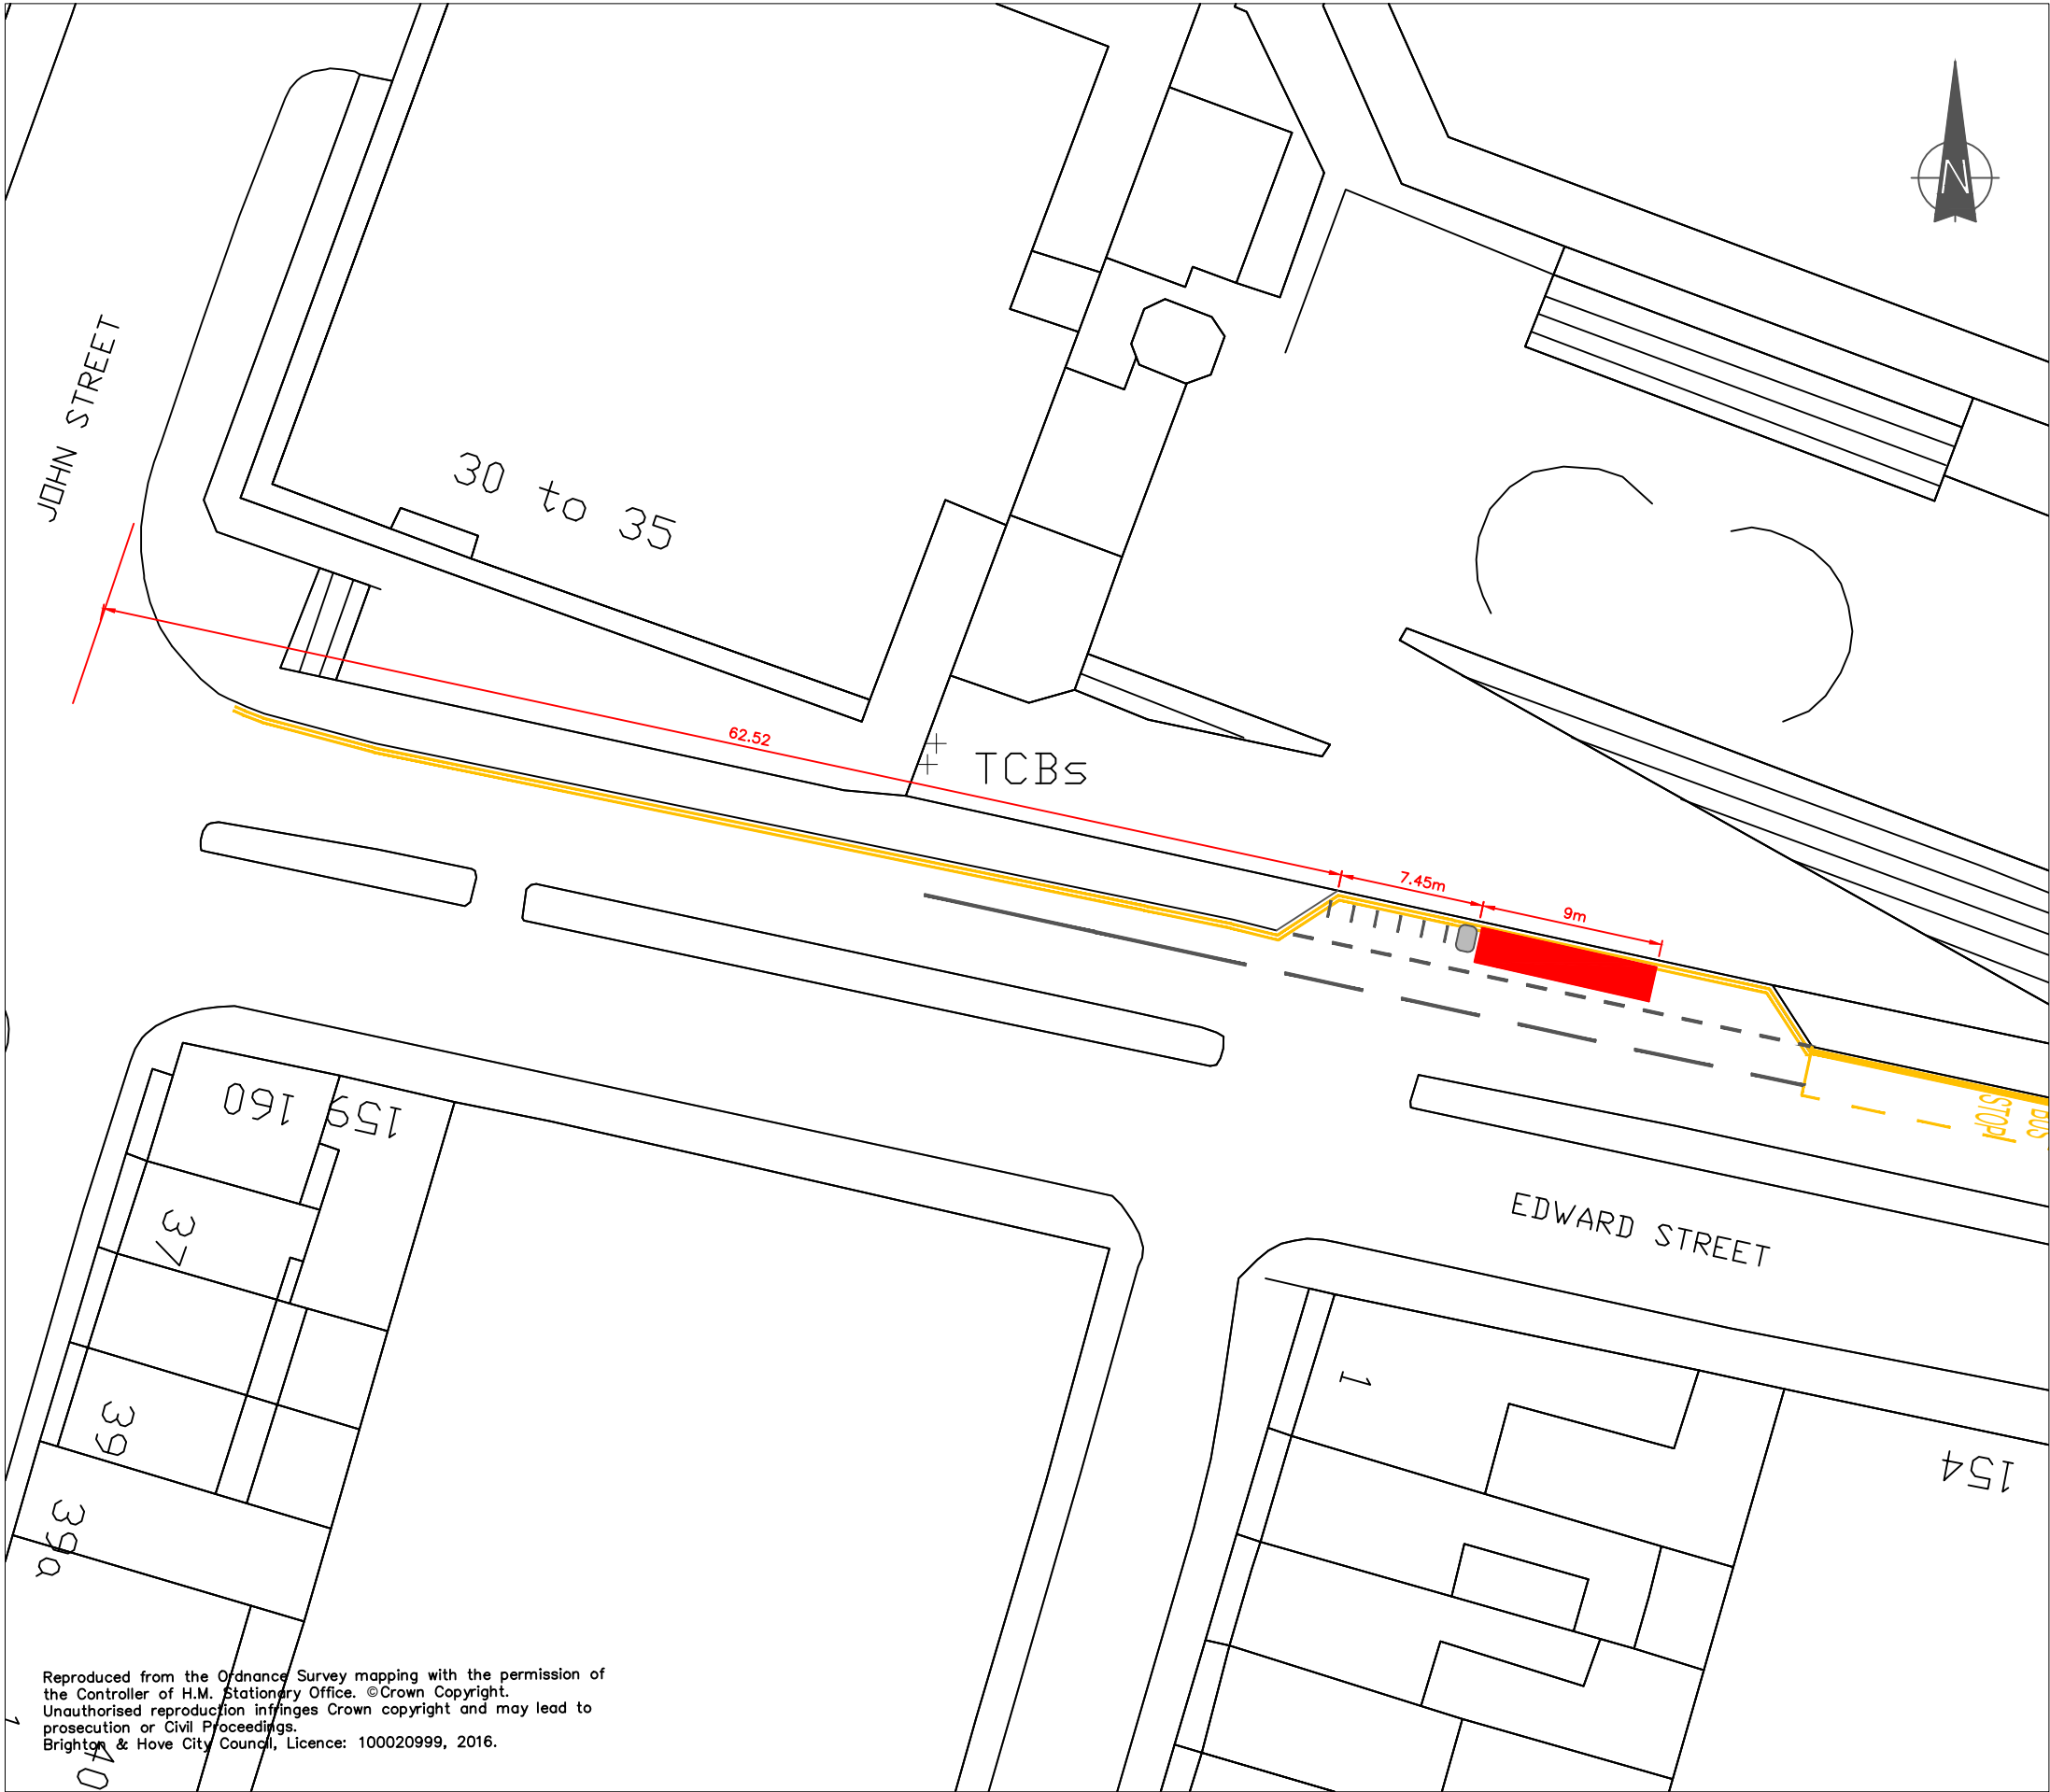 N
JOHN STREET
30 to 35
62.52
TCBs
7.45m
9m
160
159
BUS
STOP
37
EDWARD STREET
1
39
154
39a
40
Reproduced from the Ordnance Survey mapping with the permission of
the Controller of H.M. Stationary Office. ©Crown Copyright.
Unauthorised reproduction infringes Crown copyright and may lead to
prosecution or Civil Proceedings.
Brighton & Hove City Council, Licence: 100020999, 2016.